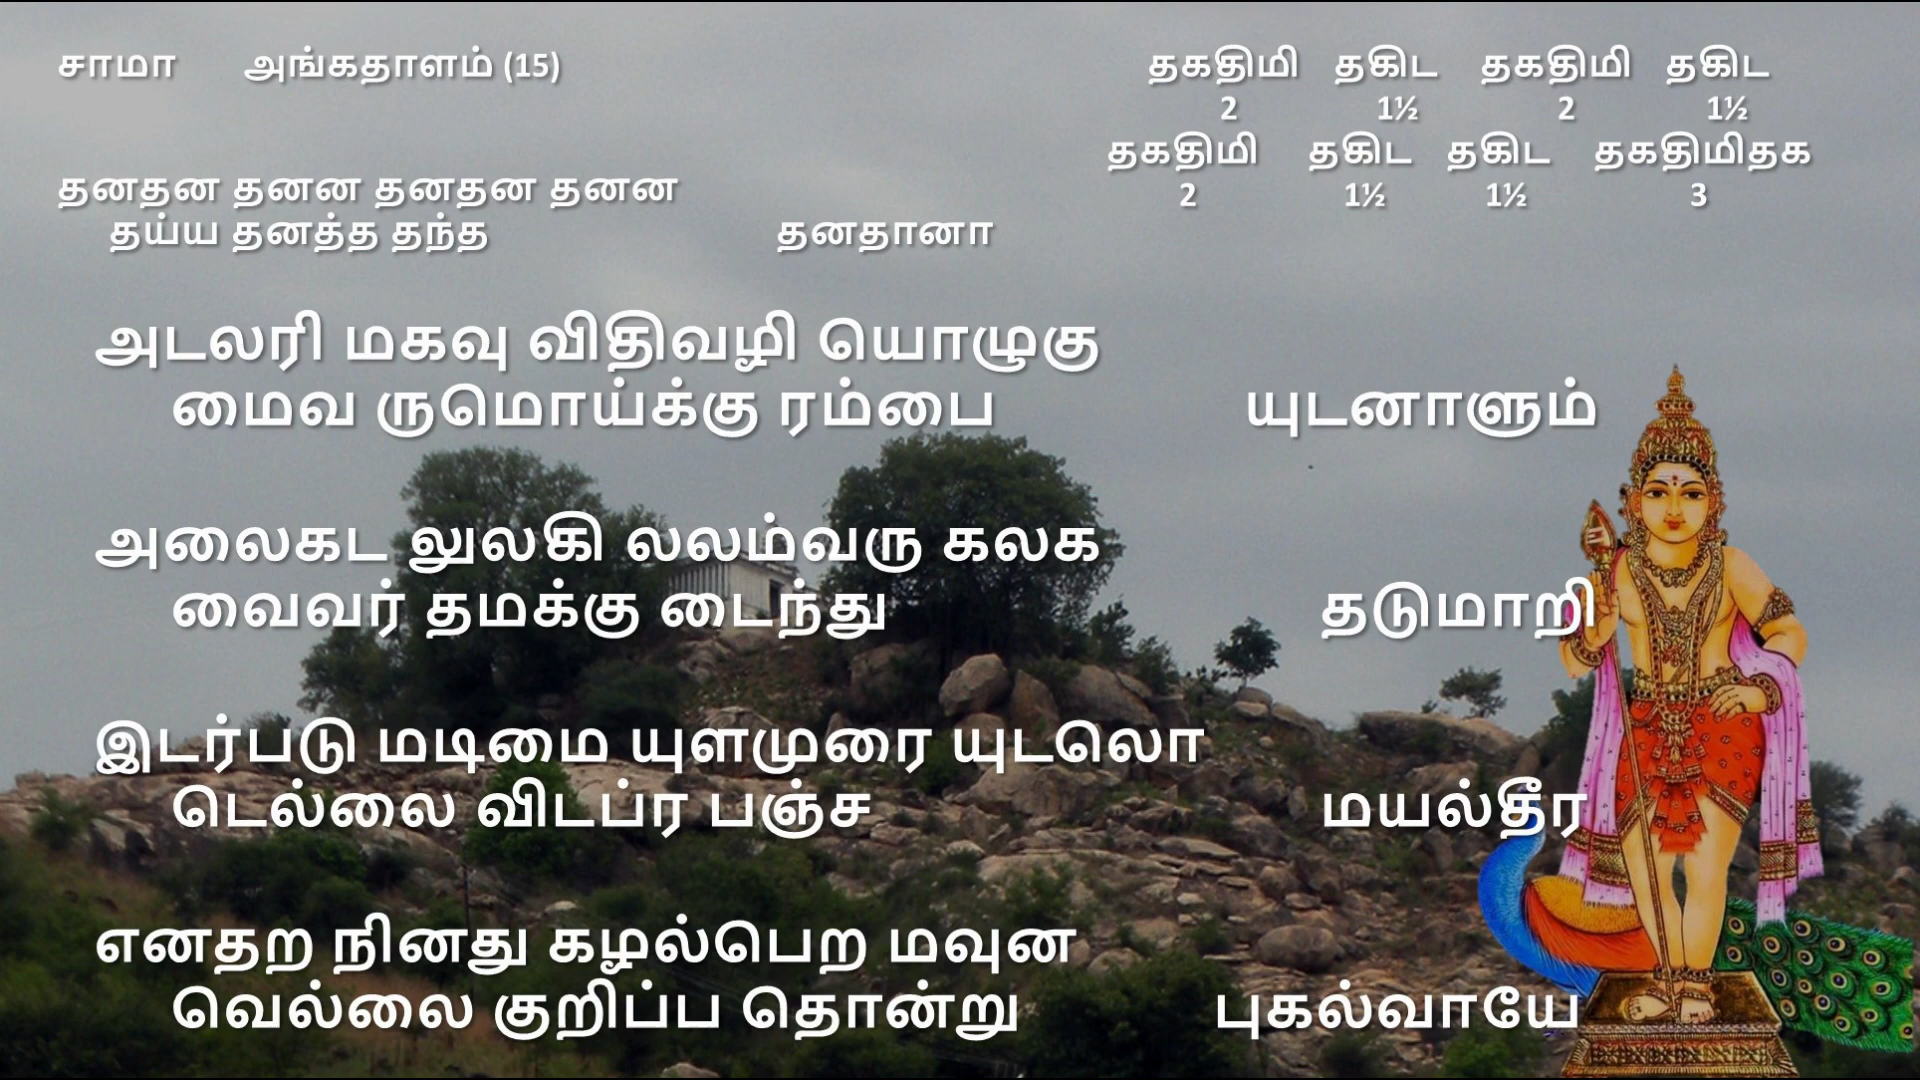 சாமா அங்கதாளம் (15)
தகதிமி தகிட தகதிமி தகிட
2 1½ 2 1½
தகதிமி தகிட தகிட தகதிமிதக
2 1½ 1½ 3
தனதன தனன தனதன தனன
தய்ய தனத்த தந்த தனதானா
அடலரி மகவு விதிவழி யொழுகு
மைவ ருமொய்க்கு ரம்பை யுடனாளும்
அலைகட லுலகி லலம்வரு கலக
வைவர் தமக்கு டைந்து தடுமாறி
இடர்படு மடிமை யுளமுரை யுடலொ
டெல்லை விடப்ர பஞ்ச மயல்தீர
எனதற நினது கழல்பெற மவுன
வெல்லை குறிப்ப தொன்று புகல்வாயே